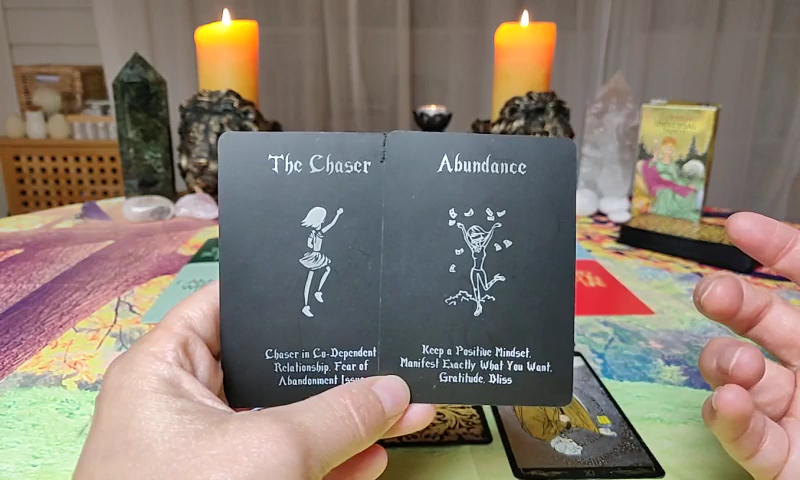 The Chaser
Chaser in Co-Dependent
Relationship, Fear of
Abandonment
Abundance
Keep a Positive Mindset,
Manifest Exactly What You Want,
Gratitude, Bliss
XI